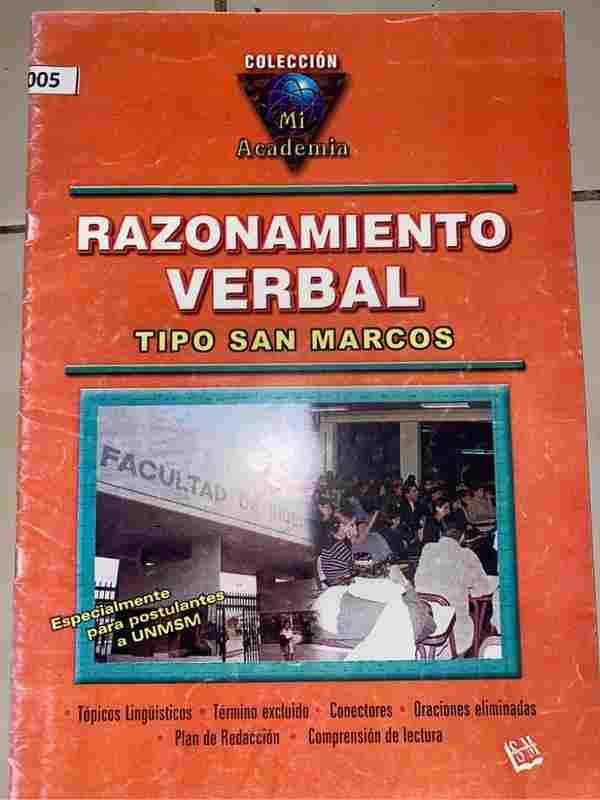 005
COLECCIÓN
Mi
Academia
RAZONAMIENTO
VERBAL
TIPO SAN MARCOS
FACULTAD DE
Especialmente
para postulantes
a UNMSM
• Tópicos Lingüísticos • Término excluido • Conectores • Oraciones eliminadas
• Plan de Redacción • Comprensión de lectura
SM